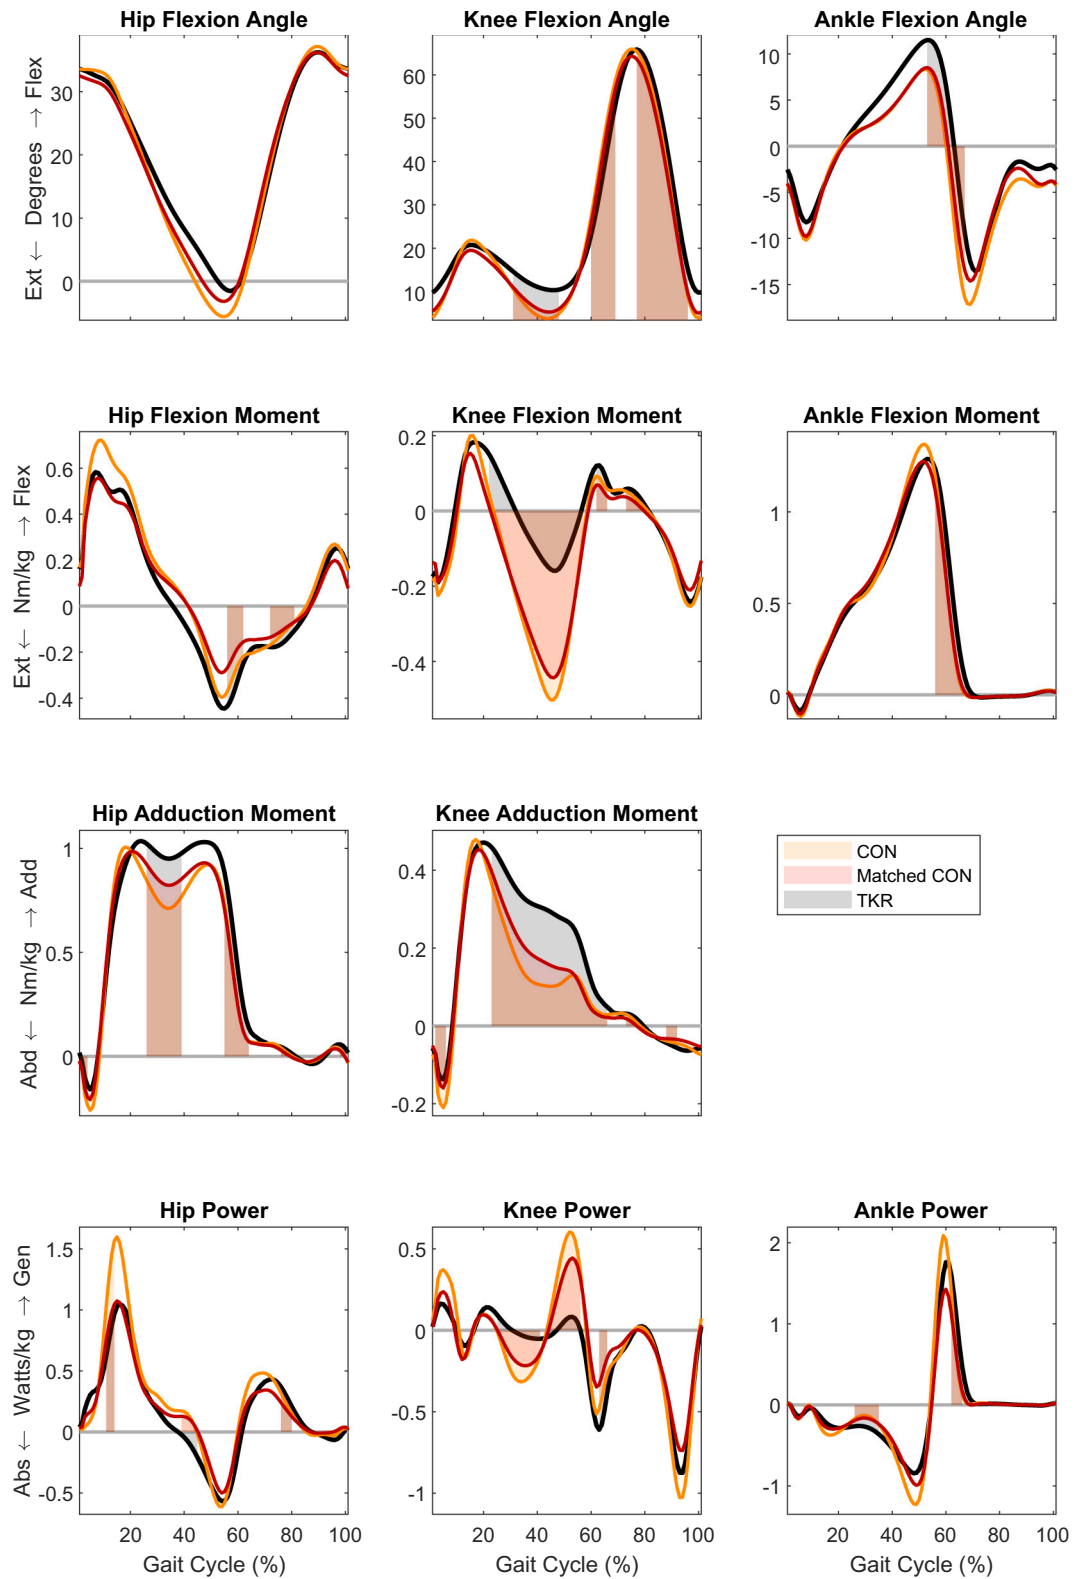 Hip Flexion Angle
Knee Flexion Angle
Ankle Flexion Angle
Ext ← Degrees → Flex
30
20
10
0
60
50
40
30
20
10
10
5
0
-5
-10
-15
Hip Flexion Moment
Knee Flexion Moment
Ankle Flexion Moment
Ext ← Nm/kg → Flex
0.6
0.4
0.2
0
-0.2
-0.4
0.2
0
-0.2
-0.4
1
0.5
0
Hip Adduction Moment
Knee Adduction Moment
Abd ← Nm/kg → Add
1
0.5
0
0.4
0.2
0
-0.2
CON
Matched CON
TKR
Hip Power
Knee Power
Ankle Power
Abs ← Watts/kg → Gen
1.5
1
0.5
0
-0.5
0.5
0
-0.5
-1
2
1
0
-1
20 40 60 80 100
20 40 60 80 100
20 40 60 80 100
Gait Cycle (%)
Gait Cycle (%)
Gait Cycle (%)